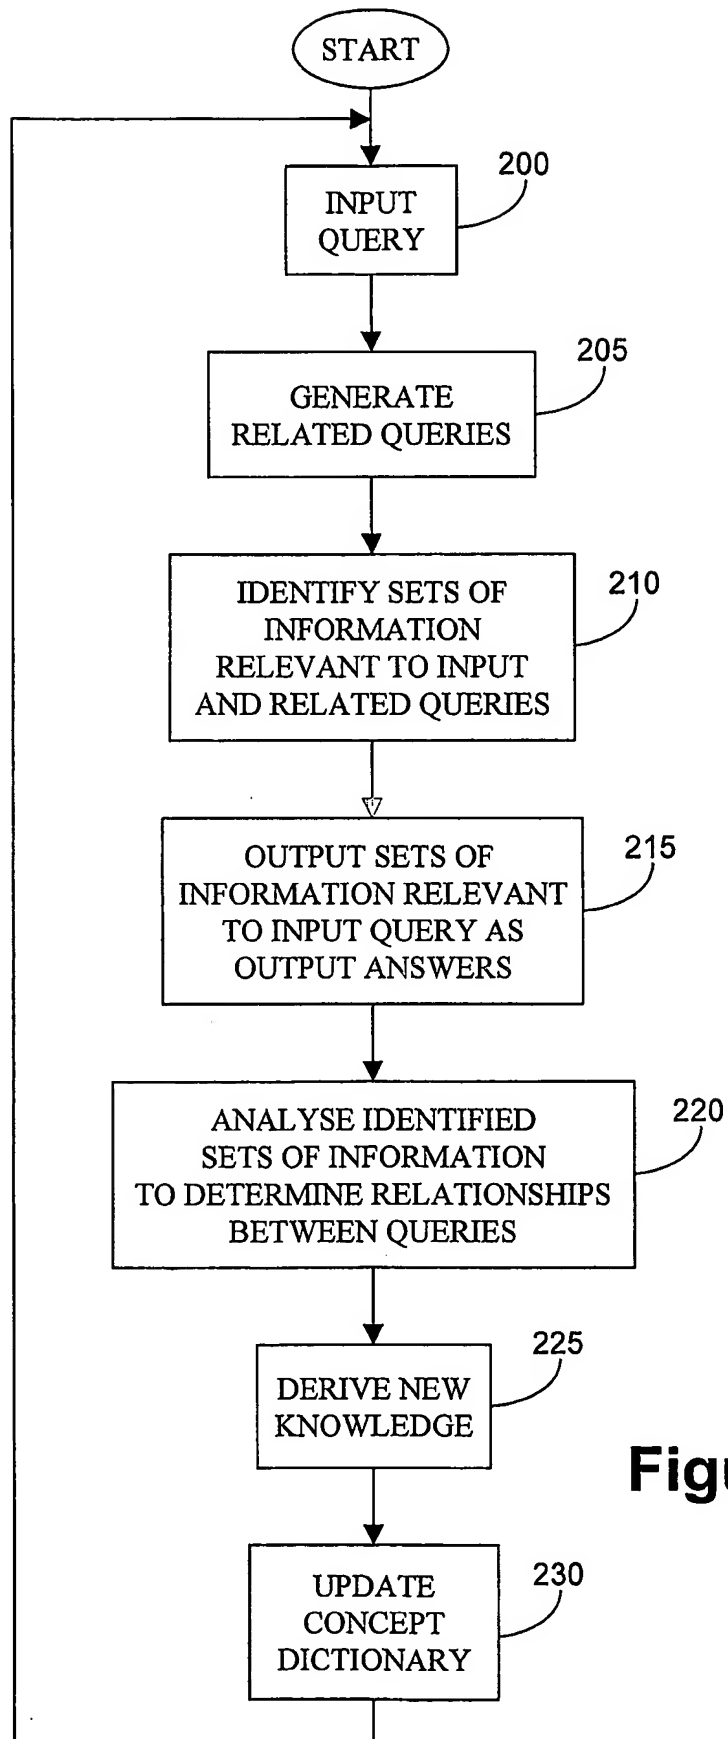 START
200
INPUT
QUERY
205
GENERATE
RELATED QUERIES
210
IDENTIFY SETS OF
INFORMATION
RELEVANT TO INPUT
AND RELATED QUERIES
215
OUTPUT SETS OF
INFORMATION RELEVANT
TO INPUT QUERY AS
OUTPUT ANSWERS
220
ANALYSE IDENTIFIED
SETS OF INFORMATION
TO DETERMINE RELATIONSHIPS
BETWEEN QUERIES
225
DERIVE NEW
KNOWLEDGE
230
UPDATE
CONCEPT
DICTIONARY